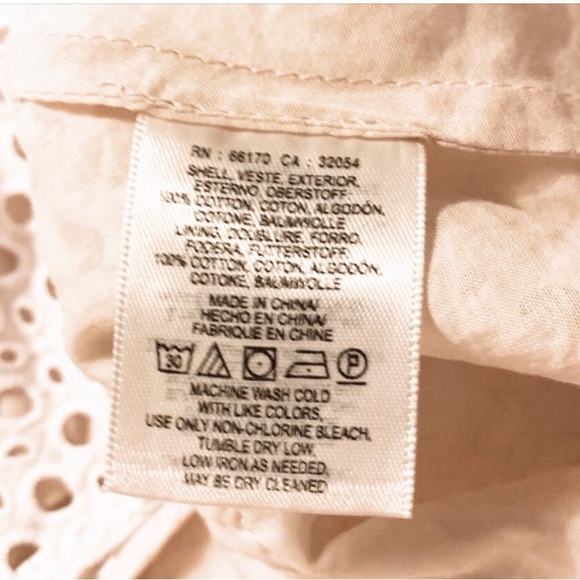 RN : 66170 CA : 32054
SHELL, VESTE, EXTERIOR,
ESTERNO, OBERSTOFF:
100% COTTON, COTON, ALGODÓN,
COTONE, BAUMWOLLE
LINING, DOUBLURE, FORRO,
FODERA, FUTTERSTOFF:
100% COTTON, COTON, ALGODÓN,
COTONE, BAUMWOLLE
MADE IN CHINA/
HECHO EN CHINA/
FABRIQUE EN CHINE
30 P
MACHINE WASH COLD
WITH LIKE COLORS,
USE ONLY NON-CHLORINE BLEACH,
TUMBLE DRY LOW,
LOW IRON AS NEEDED,
MAY BE DRY CLEANED